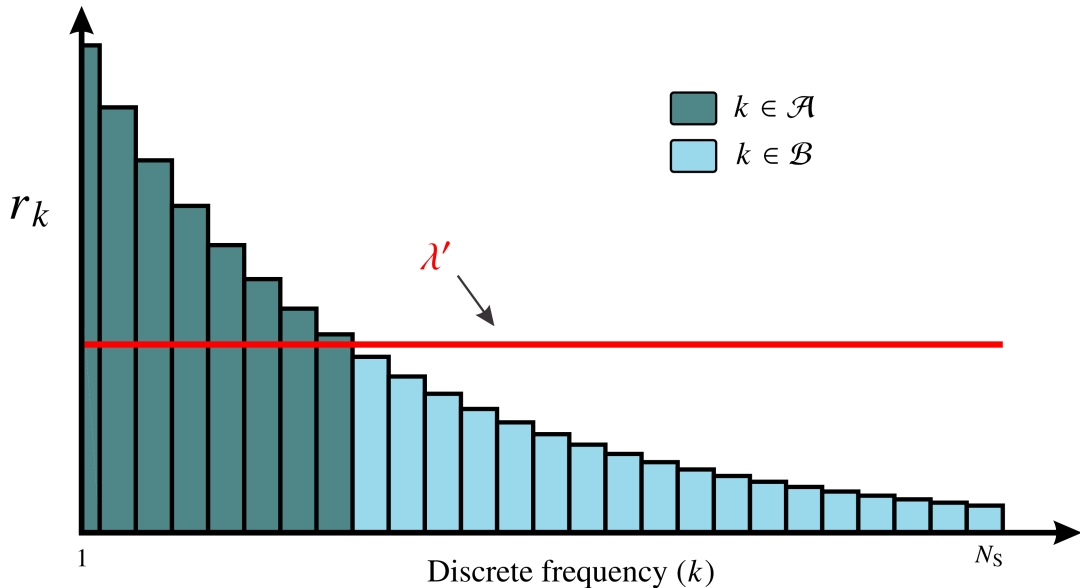 k ∈ 𝒜
k ∈ ℬ
r_k
λ′
1
N_S
Discrete frequency (k)